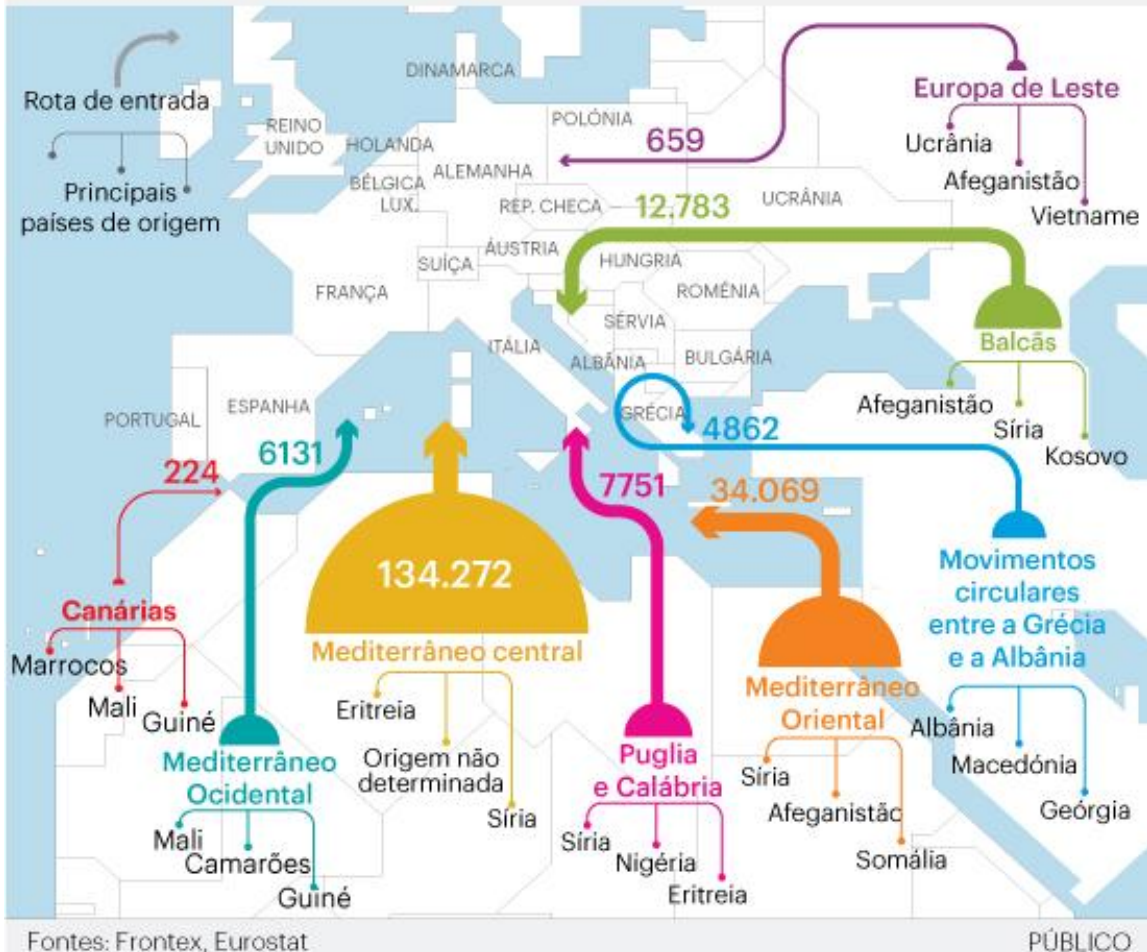 Rota de entrada
Principais
países de origem
DINAMARCA
REINO
UNIDO
HOLANDA
BÉLGICA
LUX.
ALEMANHA
POLÓNIA
REP. CHECA
UCRÂNIA
ÁUSTRIA
SUÍÇA
HUNGRIA
FRANÇA
ROMÉNIA
SÉRVIA
ITÁLIA
ALBÂNIA
BULGÁRIA
PORTUGAL
ESPANHA
GRÉCIA
659
Europa de Leste
Ucrânia
Afeganistão
Vietname
12.783
Balcãs
Afeganistão
Síria
Kosovo
4862
Movimentos
circulares
entre a Grécia
e a Albânia
Albânia
Macedónia
Geórgia
224
Canárias
Marrocos
Mali
Guiné
6131
Mediterrâneo
Ocidental
Mali
Camarões
Guiné
134.272
Mediterrâneo central
Eritreia
Origem não
determinada
Síria
7751
Puglia
e Calábria
Síria
Nigéria
Eritreia
34.069
Mediterrâneo
Oriental
Síria
Afeganistão
Somália
Fontes: Frontex, Eurostat
PÚBLICO